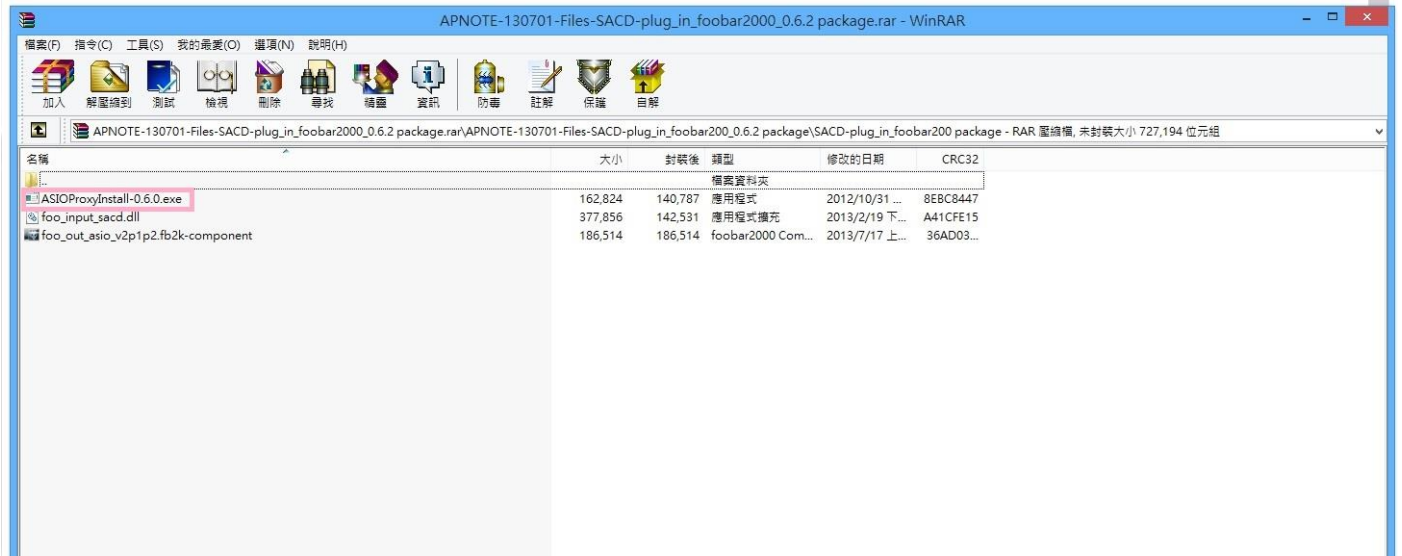 APNOTE-130701-Files-SACD-plug_in_foobar2000_0.6.2 package.rar - WinRAR
檔案(F) 指令(C) 工具(S) 我的最愛(O) 選項(N) 說明(H)
加入 解壓縮到 測試 檢視 刪除 尋找 精靈 資訊 防毒 註解 保護 自解
APNOTE-130701-Files-SACD-plug_in_foobar2000_0.6.2 package.rar\APNOTE-130701-Files-SACD-plug_in_foobar200_0.6.2 package\SACD-plug_in_foobar200 package - RAR 壓縮檔, 未封裝大小 727,194 位元組
名稱 大小 封裝後 類型 修改的日期 CRC32
.. 檔案資料夾
ASIOProxyInstall-0.6.0.exe 162,824 140,787 應用程式 2012/10/31 ... 8EBC8447
foo_input_sacd.dll 377,856 142,531 應用程式擴充 2013/2/19 下... A41CFE15
foo_out_asio_v2p1p2.fb2k-component 186,514 186,514 foobar2000 Com... 2013/7/17 上... 36AD03...